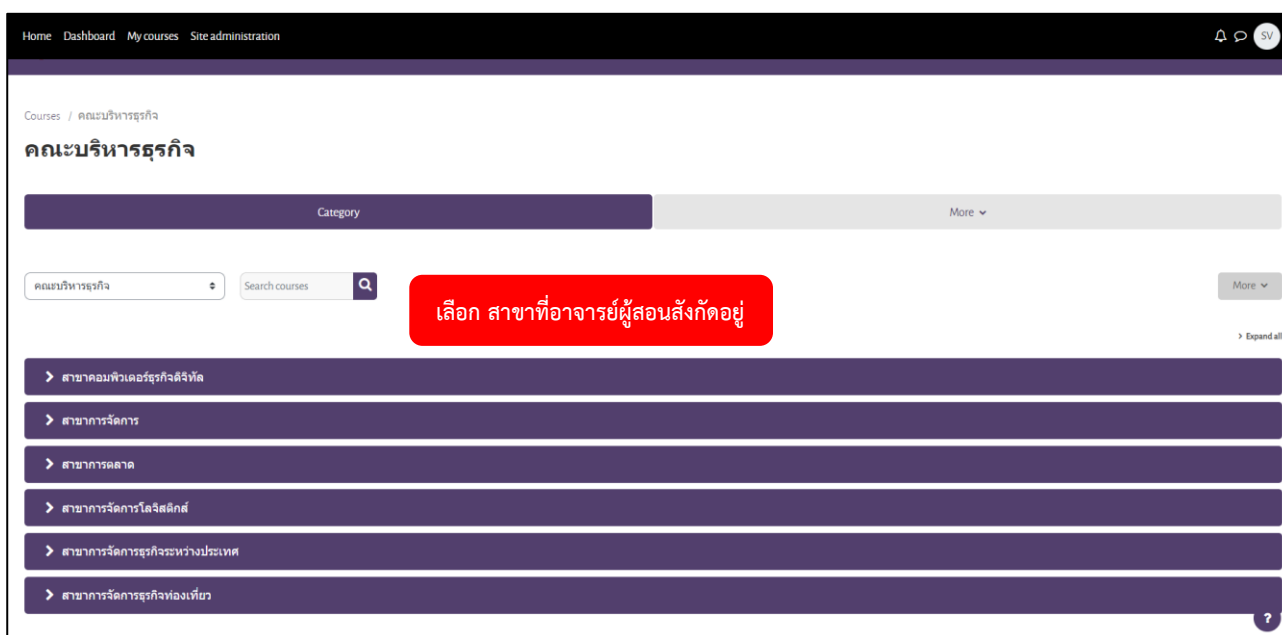 Home Dashboard My courses Site administration SV
Courses / คณะบริหารธุรกิจ
คณะบริหารธุรกิจ
Category More
คณะบริหารธุรกิจ Search courses More
เลือก สาขาที่อาจารย์ผู้สอนสังกัดอยู่
Expand all
สาขาคอมพิวเตอร์ธุรกิจดิจิทัล
สาขาการจัดการ
สาขาการตลาด
สาขาการจัดการโลจิสติกส์
สาขาการจัดการธุรกิจระหว่างประเทศ
สาขาการจัดการธุรกิจท่องเที่ยว
?